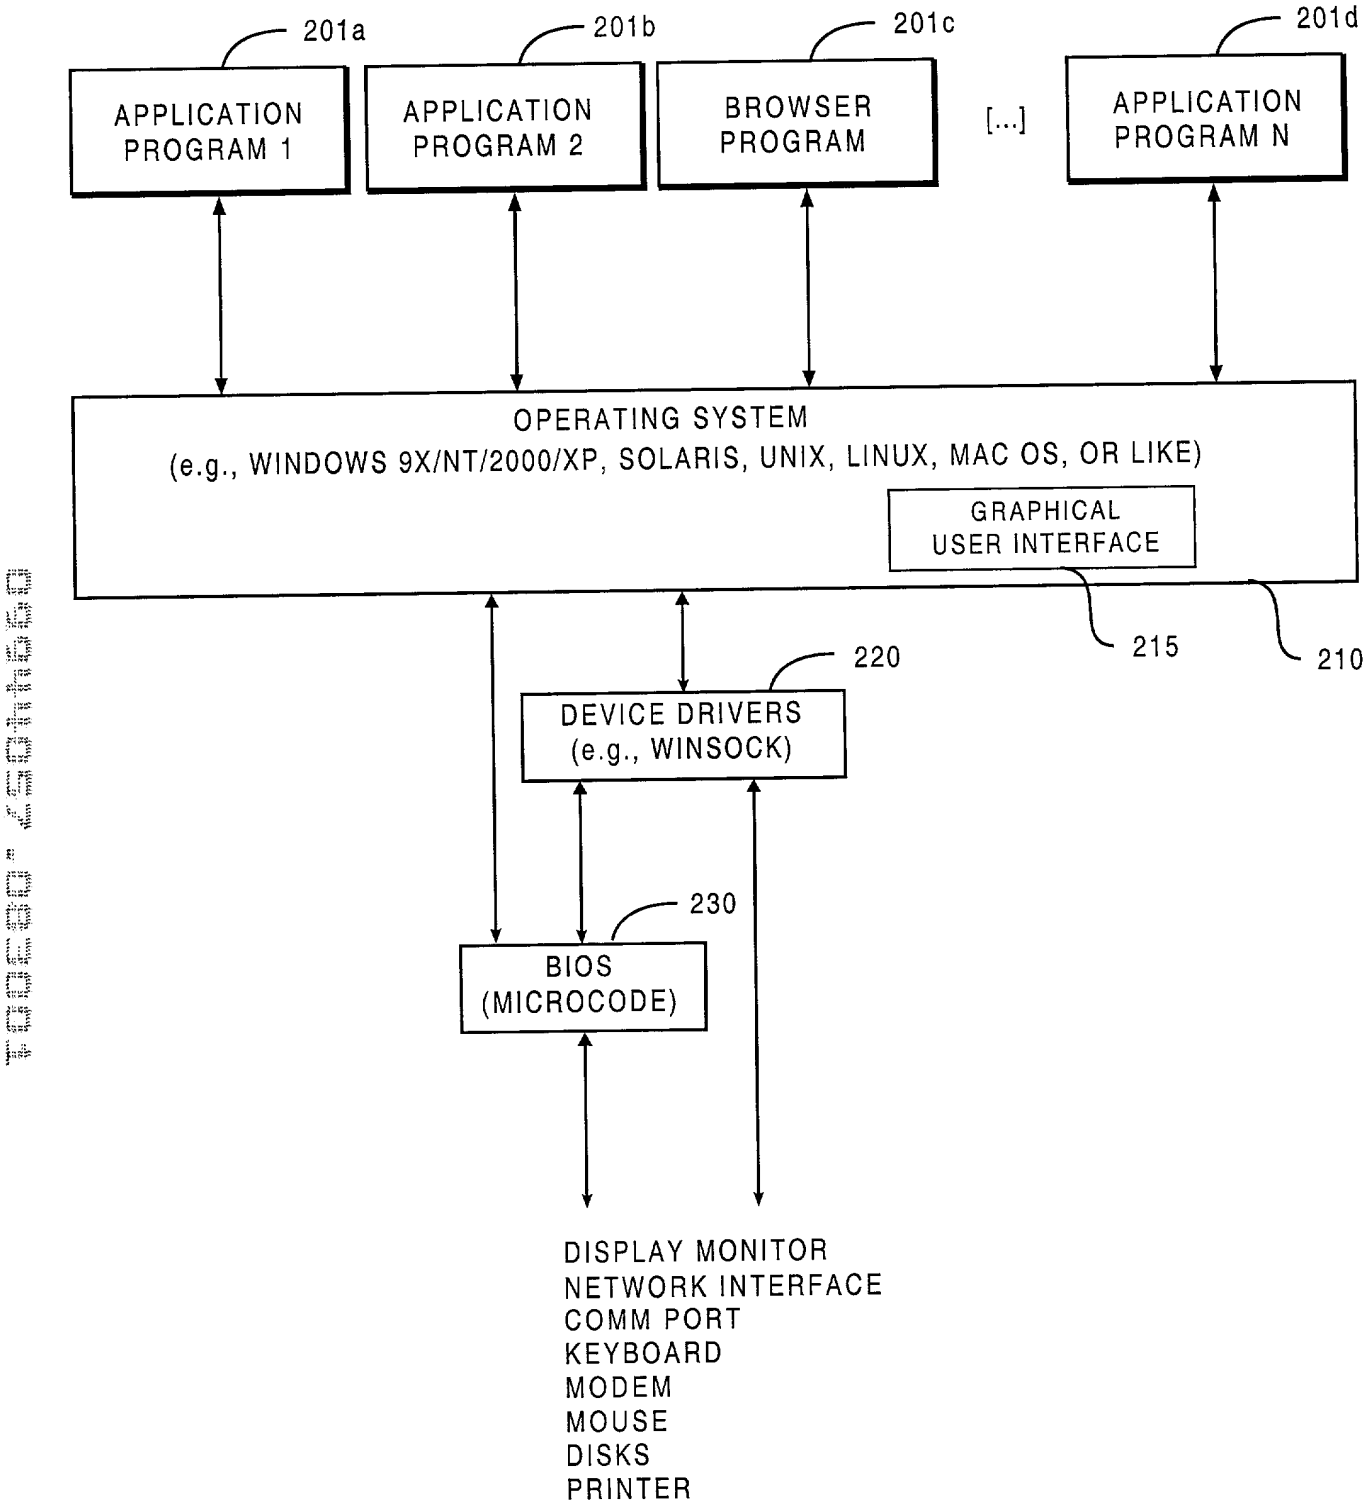 201a
201b
201c
201d
APPLICATION
PROGRAM 1
APPLICATION
PROGRAM 2
BROWSER
PROGRAM
[...]
APPLICATION
PROGRAM N
OPERATING SYSTEM
(e.g., WINDOWS 9X/NT/2000/XP, SOLARIS, UNIX, LINUX, MAC OS, OR LIKE)
GRAPHICAL
USER INTERFACE
215
210
220
DEVICE DRIVERS
(e.g., WINSOCK)
230
BIOS
(MICROCODE)
DISPLAY MONITOR
NETWORK INTERFACE
COMM PORT
KEYBOARD
MODEM
MOUSE
DISKS
PRINTER